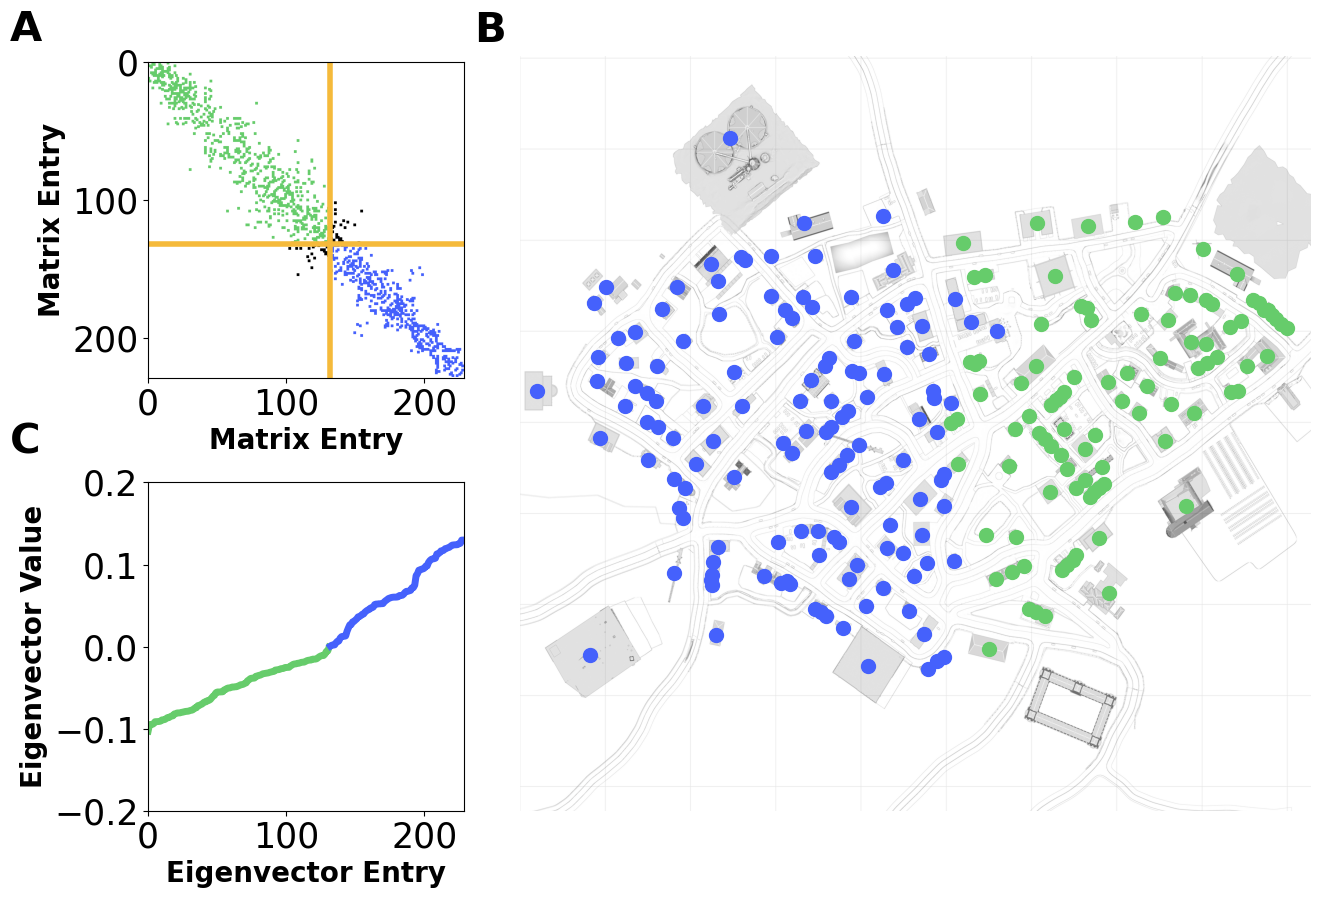 A
B
0
100
200
Matrix Entry
0
100
200
Matrix Entry
C
0.2
0.1
0.0
−0.1
−0.2
Eigenvector Value
0
100
200
Eigenvector Entry